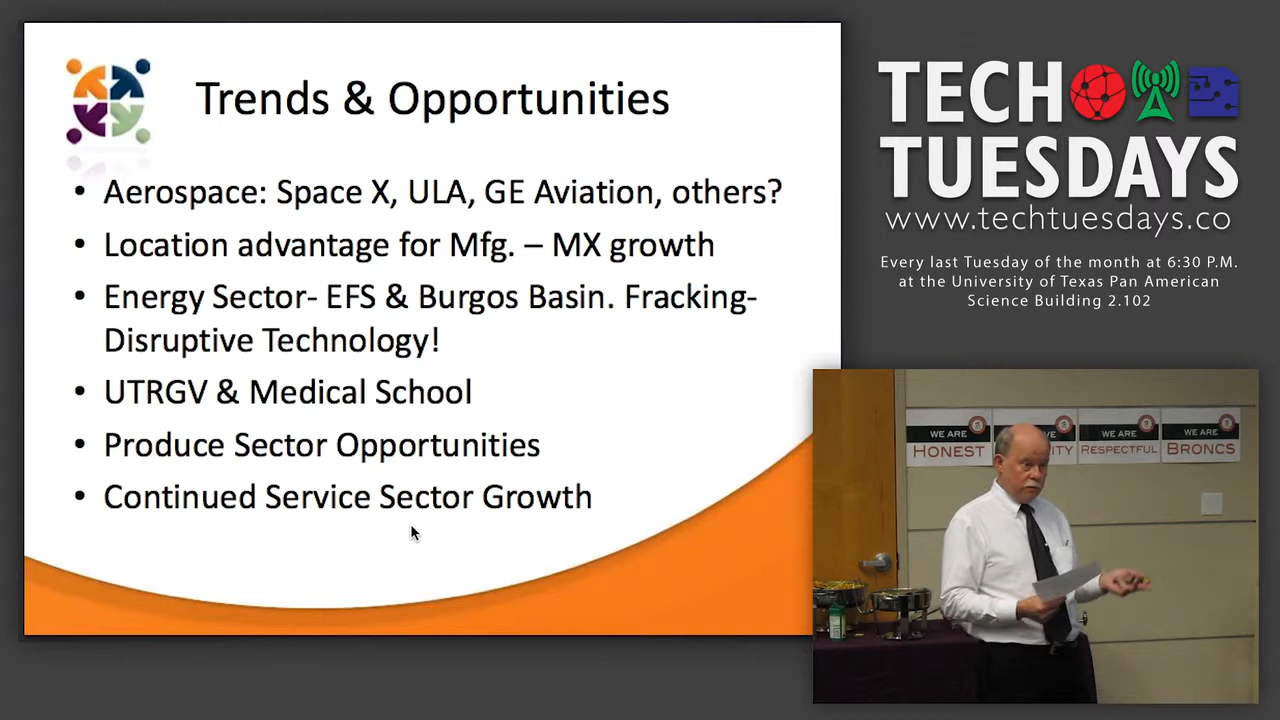 Trends & Opportunities
• Aerospace: Space X, ULA, GE Aviation, others?
• Location advantage for Mfg. – MX growth
• Energy Sector- EFS & Burgos Basin. Fracking-
Disruptive Technology!
• UTRGV & Medical School
• Produce Sector Opportunities
• Continued Service Sector Growth
TECH
TUESDAYS
www.techtuesdays.co
Every last Tuesday of the month at 6:30 P.M.
at the University of Texas Pan American
Science Building 2.102
WE ARE
HONEST
WE ARE
RESPECTFUL
WE ARE
BRONCS